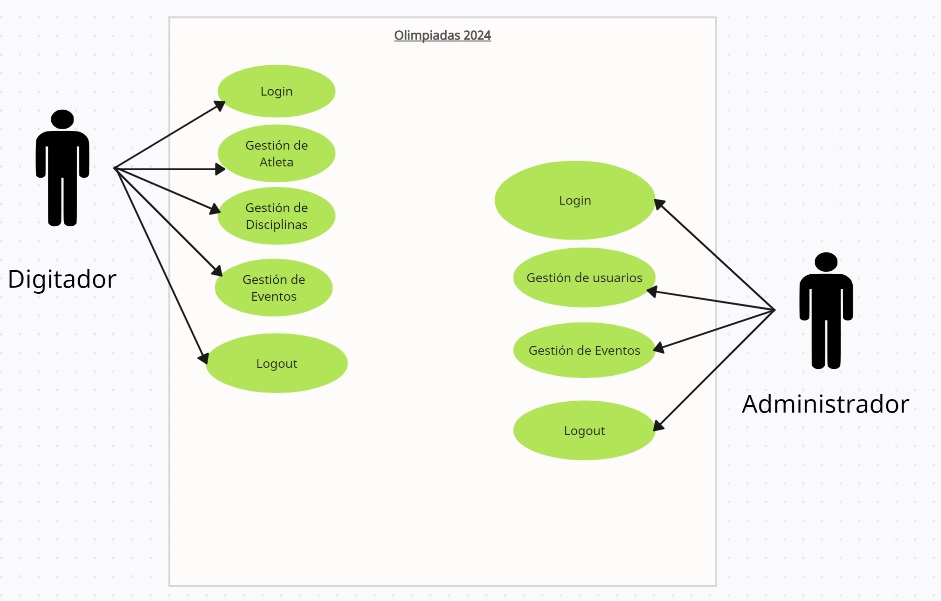 Olimpiadas 2024
Login
Gestión de
Atleta
Gestión de
Disciplinas
Gestión de
Eventos
Logout
Digitador
Login
Gestión de usuarios
Gestión de Eventos
Logout
Administrador